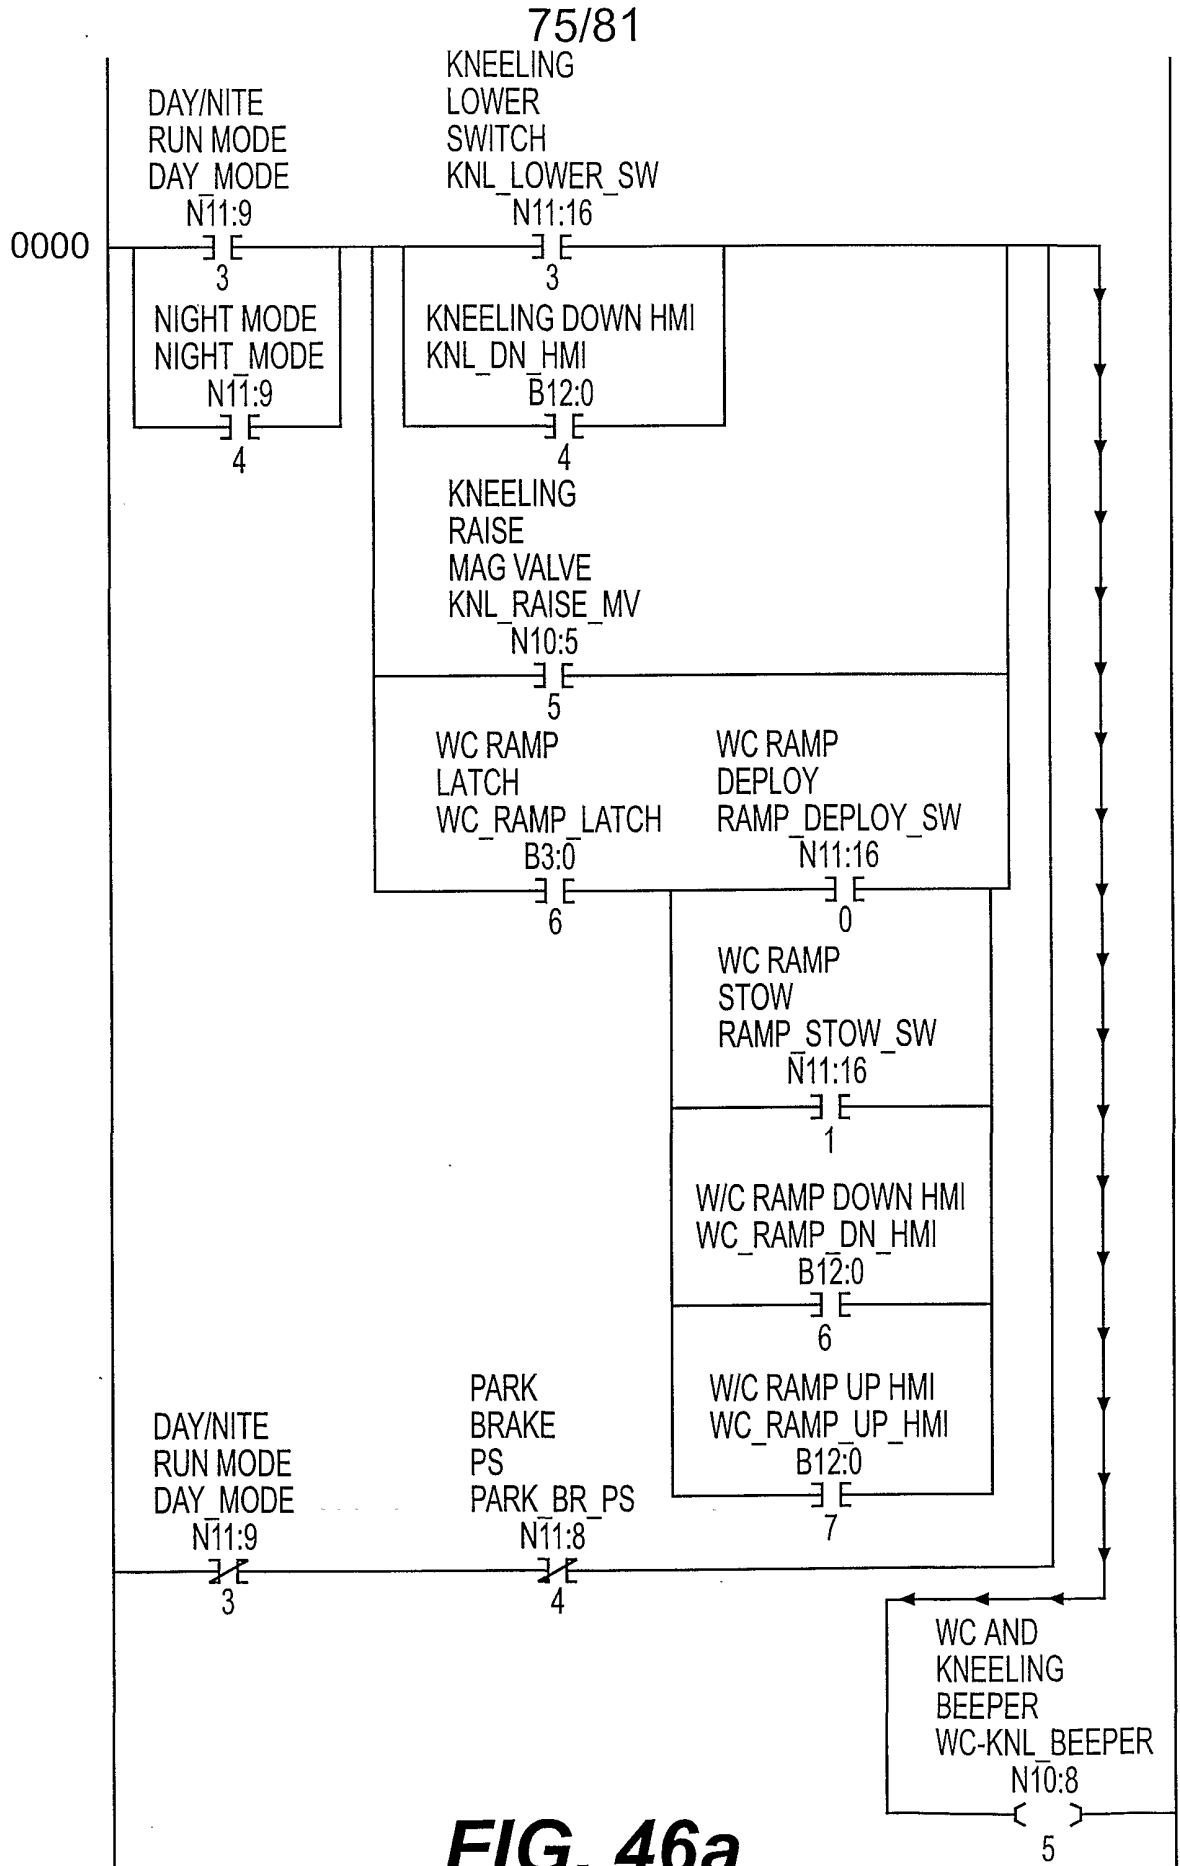 75/81
KNEELING
LOWER
SWITCH
KNL_LOWER_SW
N11:16
DAY/NITE
RUN MODE
DAY_MODE
N11:9
0000
3
3
NIGHT MODE
NIGHT_MODE
N11:9
4
KNEELING DOWN HMI
KNL_DN_HMI
B12:0
4
KNEELING
RAISE
MAG VALVE
KNL_RAISE_MV
N10:5
5
WC RAMP
LATCH
WC_RAMP_LATCH
B3:0
6
WC RAMP
DEPLOY
RAMP_DEPLOY_SW
N11:16
0
WC RAMP
STOW
RAMP_STOW_SW
N11:16
1
W/C RAMP DOWN HMI
WC_RAMP_DN_HMI
B12:0
6
W/C RAMP UP HMI
WC_RAMP_UP_HMI
B12:0
7
DAY/NITE
RUN MODE
DAY_MODE
N11:9
3
PARK
BRAKE
PS
PARK_BR_PS
N11:8
4
WC AND
KNEELING
BEEPER
WC-KNL_BEEPER
N10:8
5
FIG. 46a